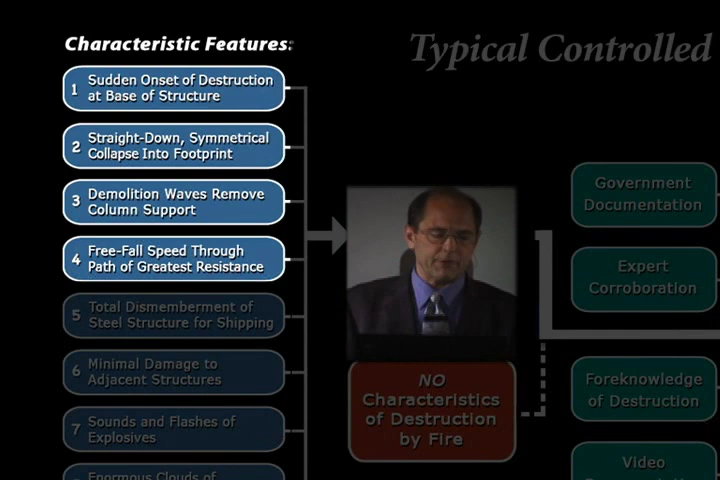 Characteristic Features:
Typical Controlled
1 Sudden Onset of Destruction
at Base of Structure
2 Straight-Down, Symmetrical
Collapse Into Footprint
3 Demolition Waves Remove
Column Support
4 Free-Fall Speed Through
Path of Greatest Resistance
5 Total Dismemberment of
Steel Structure for Shipping
6 Minimal Damage to
Adjacent Structures
7 Sounds and Flashes of
Explosives
Enormous Clouds of
NO
Characteristics
of Destruction
by Fire
Government
Documentation
Expert
Corroboration
Foreknowledge
of Destruction
Video